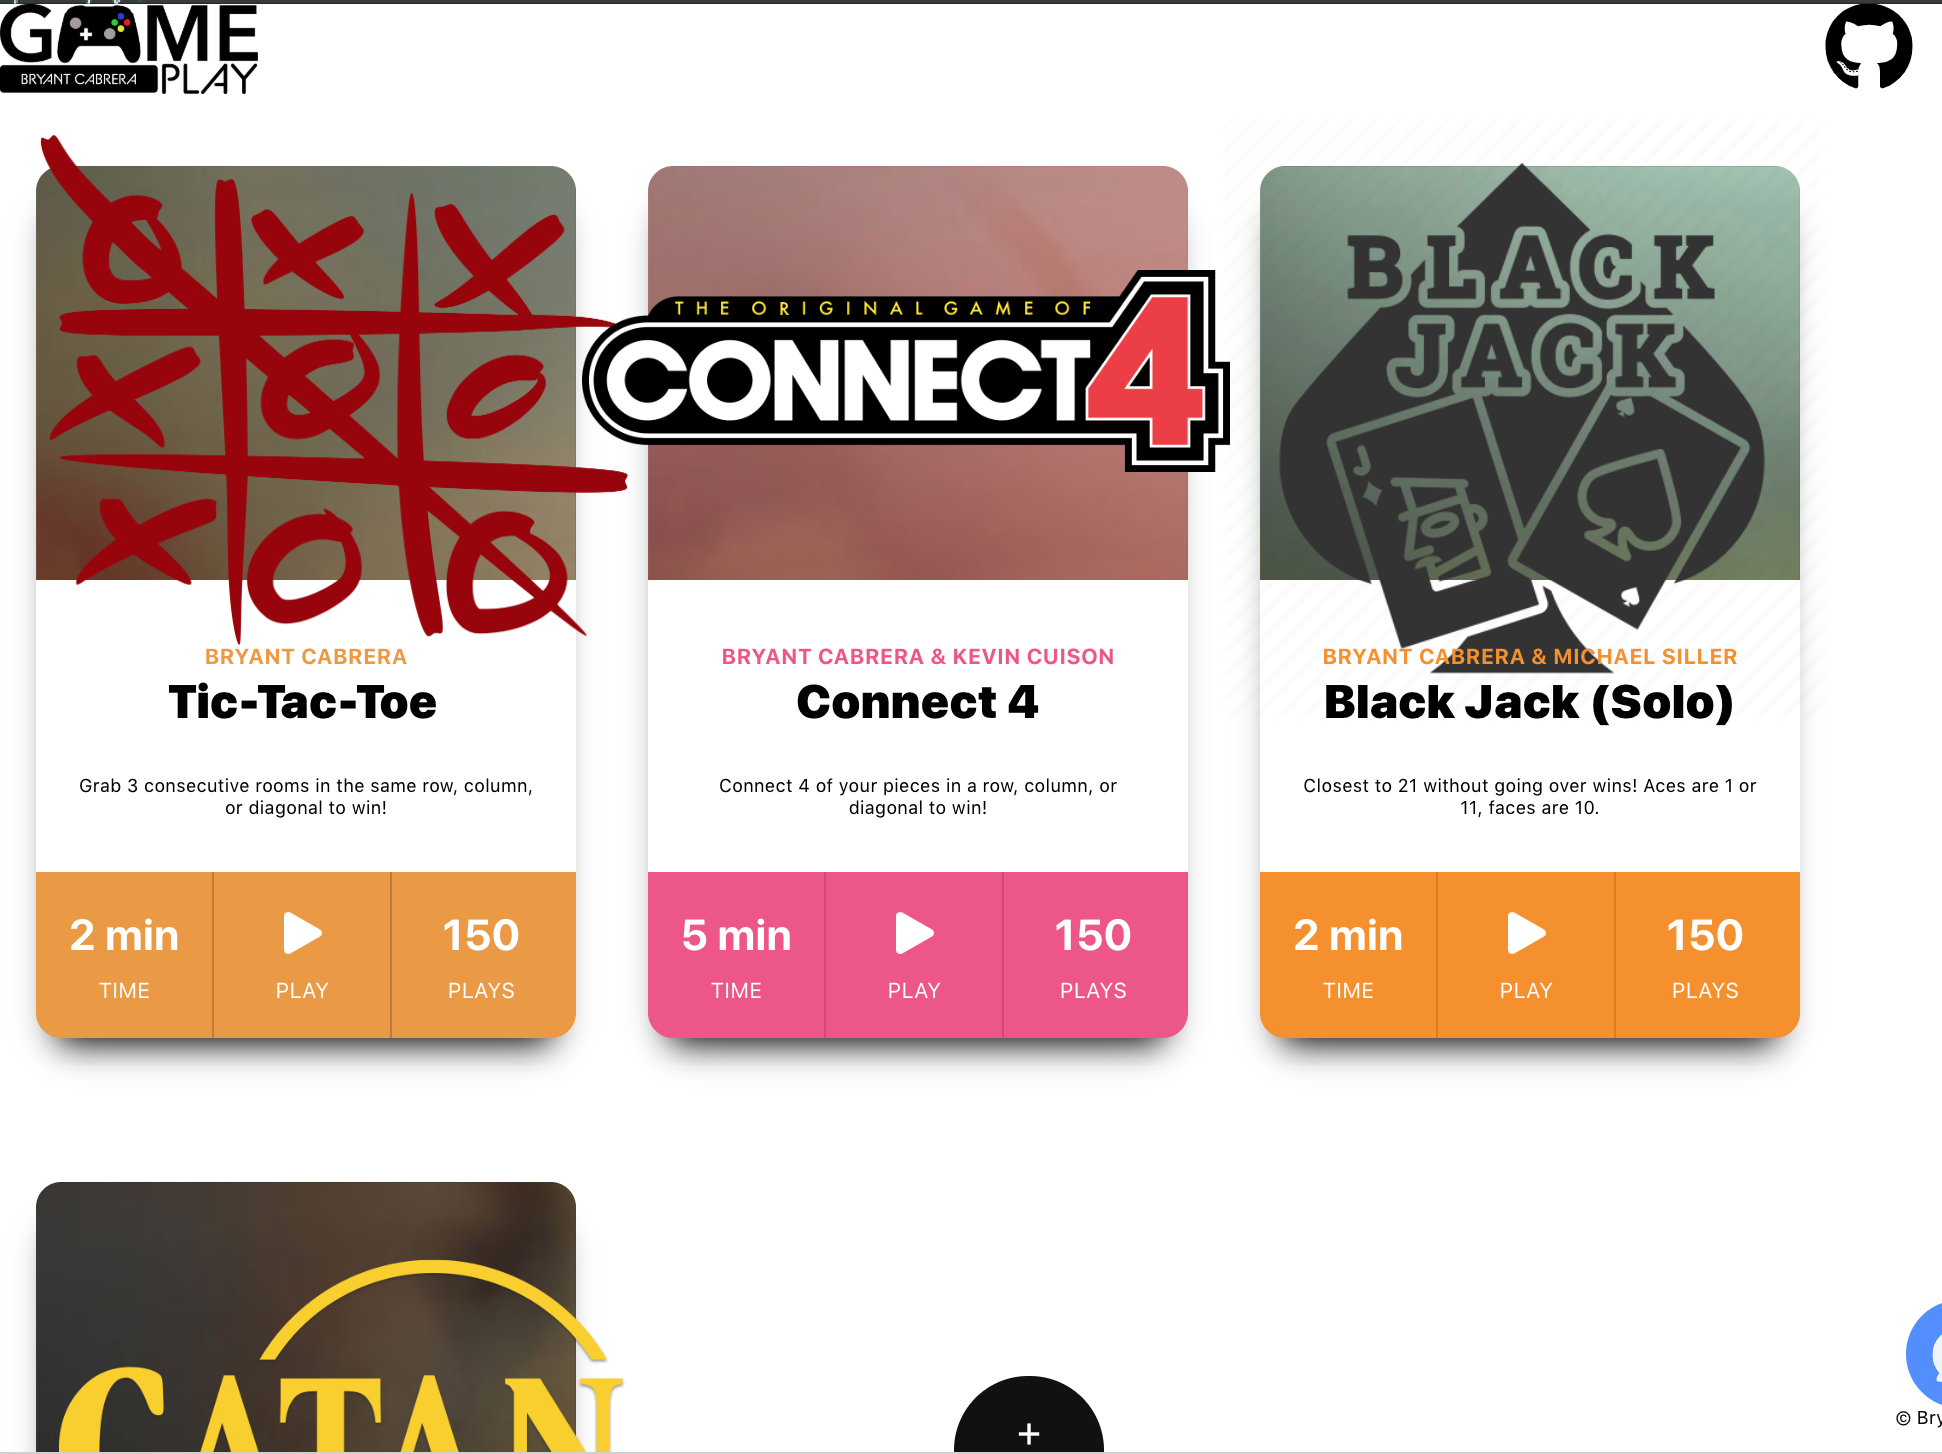 GAME
BRYANT CABRERA PLAY
BLACK
JACK
THE ORIGINAL GAME OF
CONNECT 4
J
BRYANT CABRERA
Tic-Tac-Toe
Grab 3 consecutive rooms in the same row, column,
or diagonal to win!
2 min
TIME
PLAY
150
PLAYS
BRYANT CABRERA & KEVIN CUISON
Connect 4
Connect 4 of your pieces in a row, column, or
diagonal to win!
5 min
TIME
PLAY
150
PLAYS
BRYANT CABRERA & MICHAEL SILLER
Black Jack (Solo)
Closest to 21 without going over wins! Aces are 1 or
11, faces are 10.
2 min
TIME
PLAY
150
PLAYS
CATAN
+
© Bry